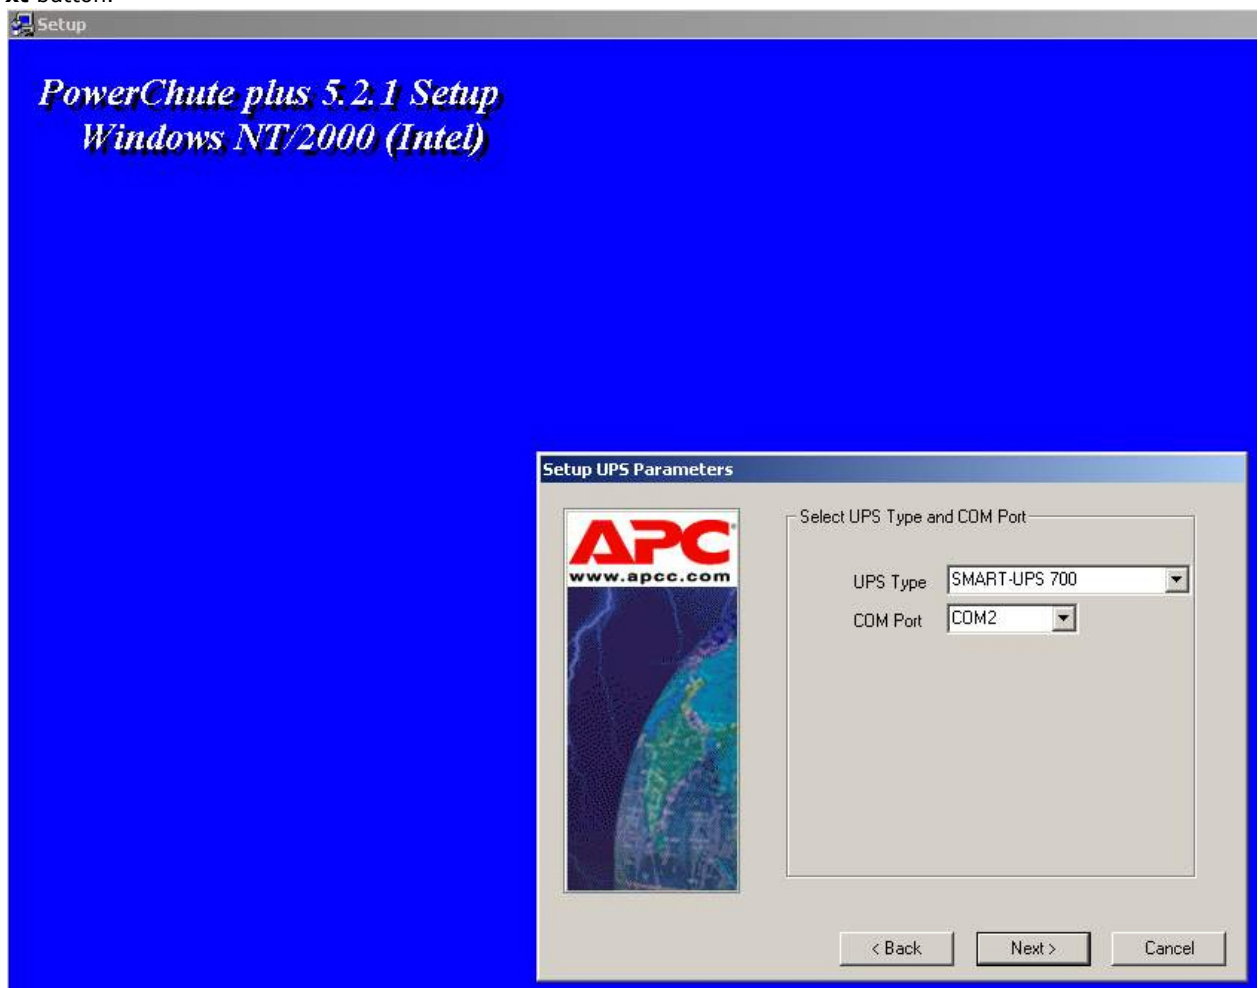 button.
Setup
PowerChute plus 5.2.1 Setup
Windows NT/2000 (Intel)
Setup UPS Parameters
APC
www.apcc.com
Select UPS Type and COM Port
UPS Type SMART-UPS 700
COM Port COM2
< Back Next > Cancel